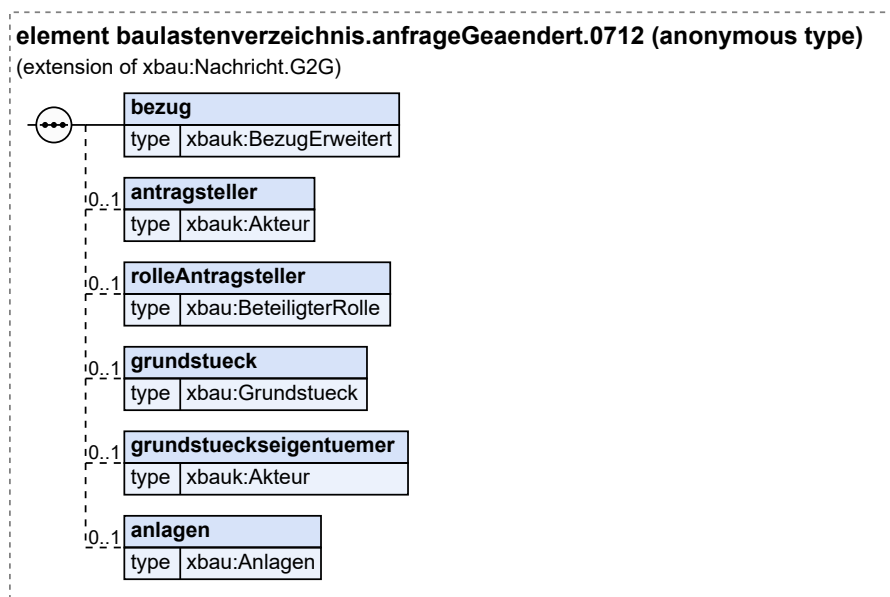 element baulastenverzeichnis.anfrageGeaendert.0712 (anonymous type)
(extension of xbau:Nachricht.G2G)
bezug
type xbauk:BezugErweitert
0..1 antragsteller
type xbauk:Akteur
0..1 rolleAntragsteller
type xbau:BeteiligterRolle
0..1 grundstueck
type xbau:Grundstueck
0..1 grundstueckseigentuemer
type xbauk:Akteur
0..1 anlagen
type xbau:Anlagen